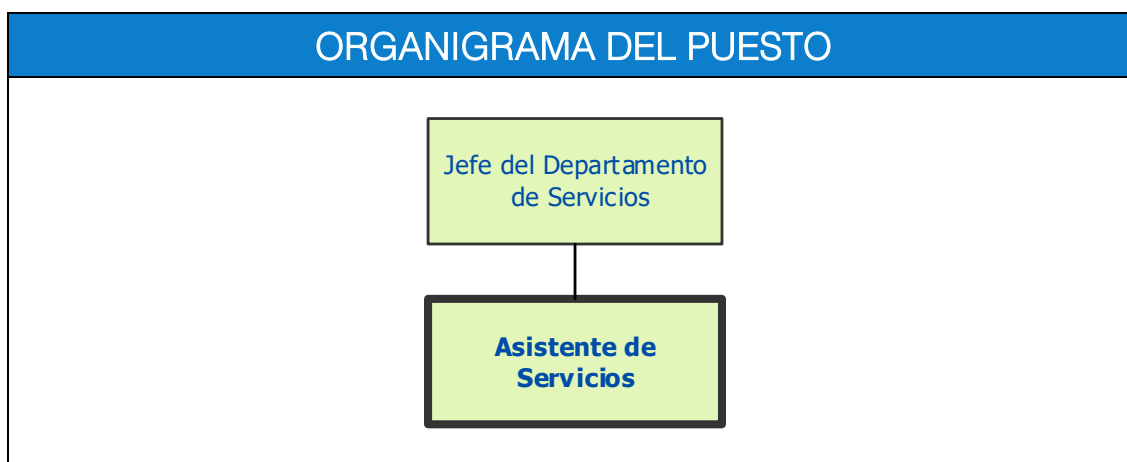 ORGANIGRAMA DEL PUESTO
Jefe del Departamento
de Servicios
Asistente de
Servicios